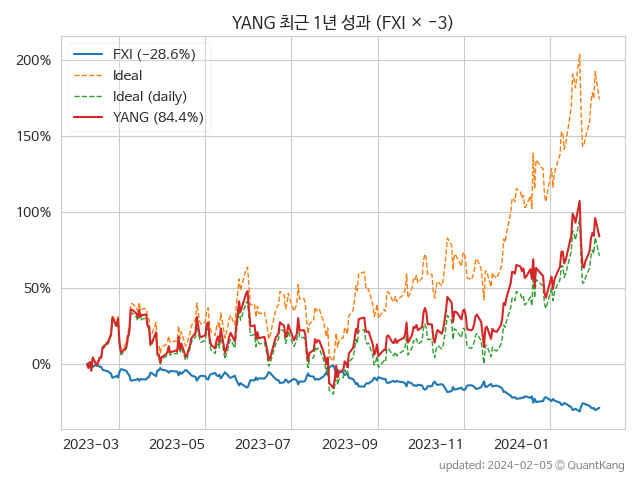 YANG 최근 1년 성과 (FXI × −3)
FXI (−28.6%)
Ideal
Ideal (daily)
YANG (84.4%)
200%
150%
100%
50%
0%
2023−03 2023−05 2023−07 2023−09 2023−11 2024−01
updated: 2024-02-05 © QuantKang